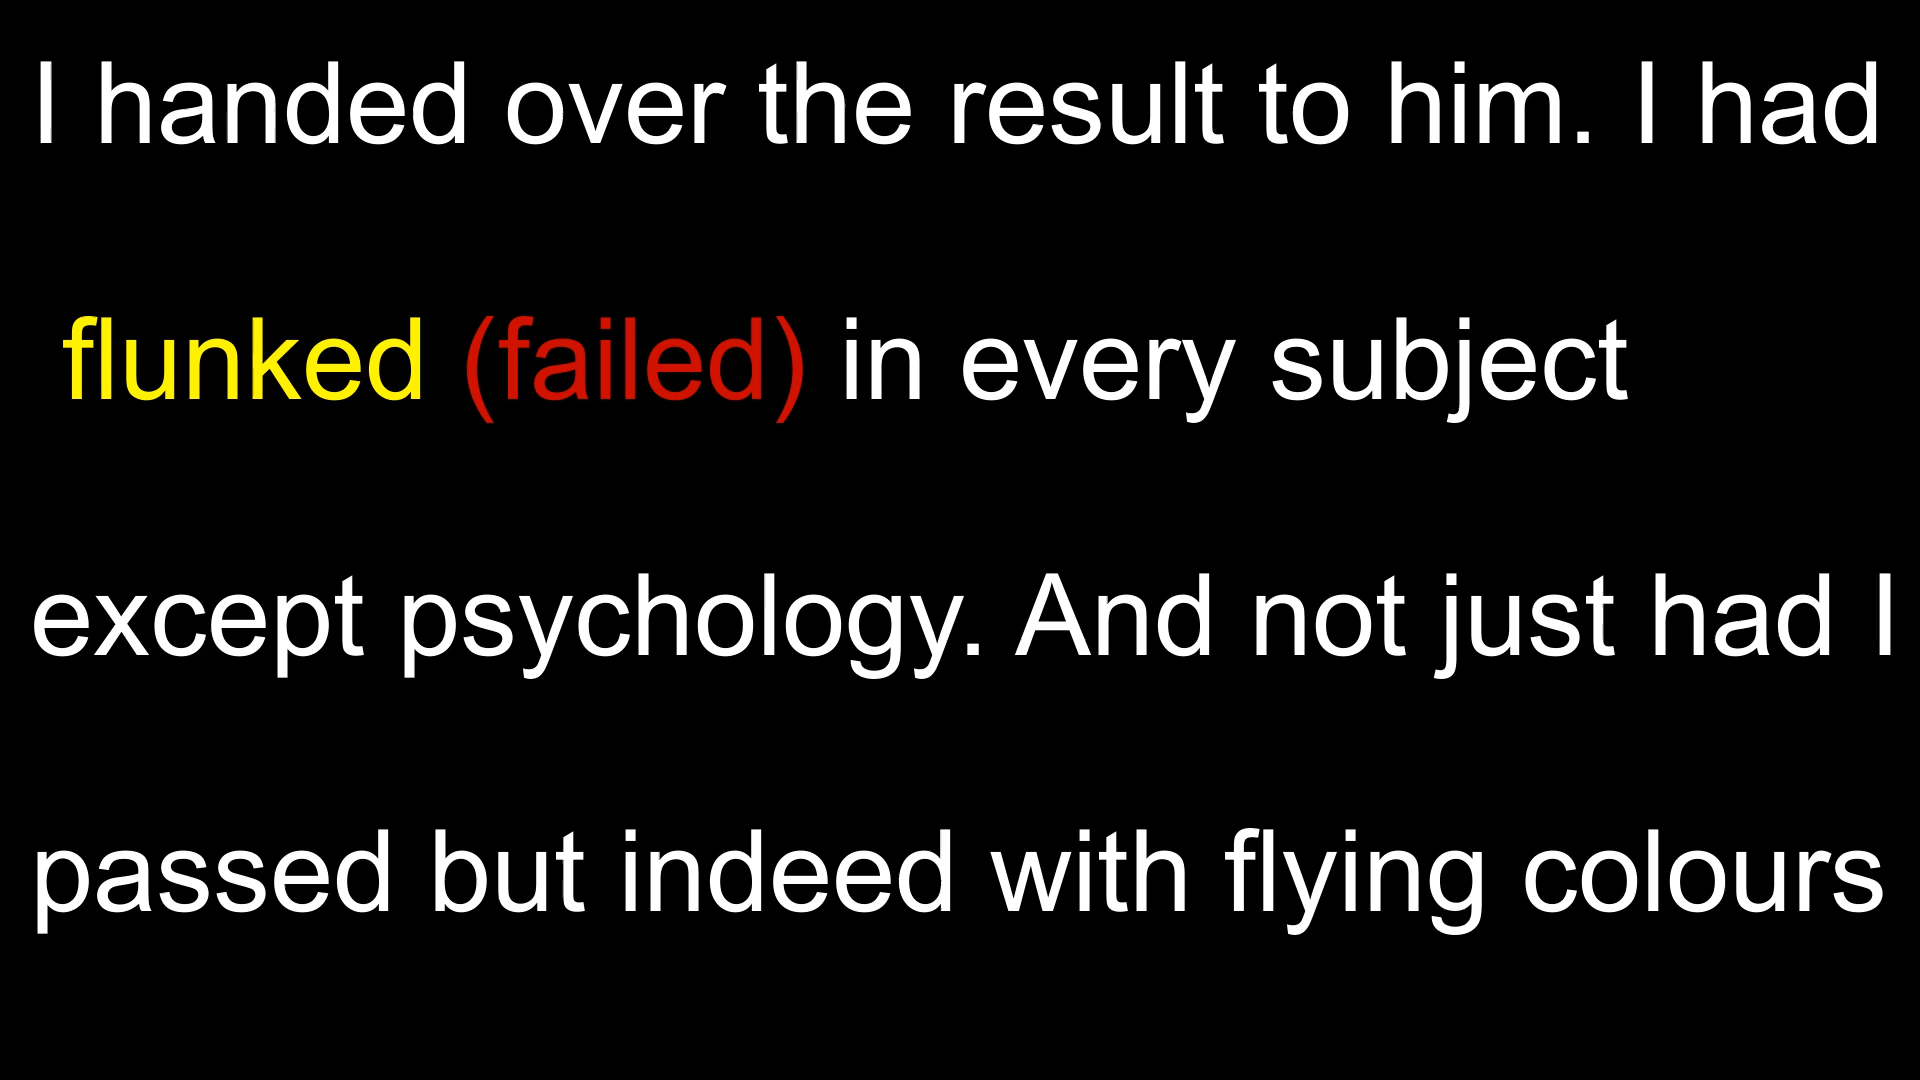 I handed over the result to him. I had
flunked (failed) in every subject
except psychology. And not just had I
passed but indeed with flying colours